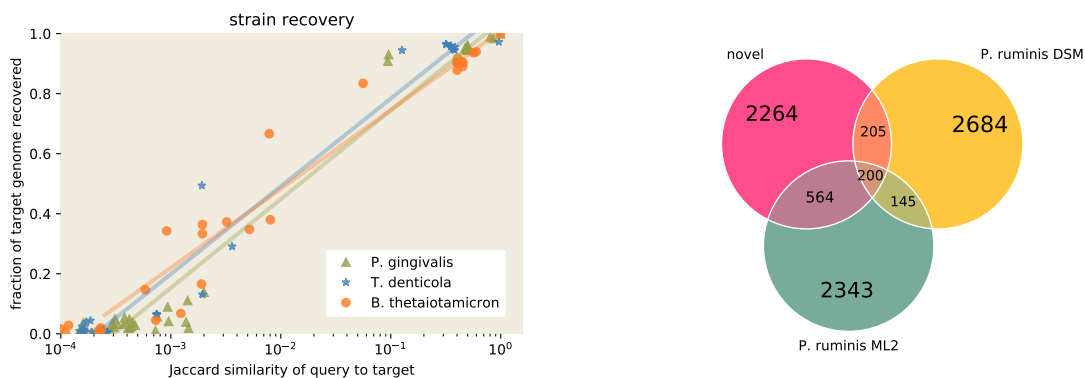 strain recovery
fraction of target genome recovered
1.0
0.8
0.6
0.4
0.2
0.0
10⁻⁴
10⁻³
10⁻²
10⁻¹
10⁰
Jaccard similarity of query to target
P. gingivalis
T. denticola
B. thetaiotamicron
novel
P. ruminis DSM
2264
205
2684
200
564
145
2343
P. ruminis ML2